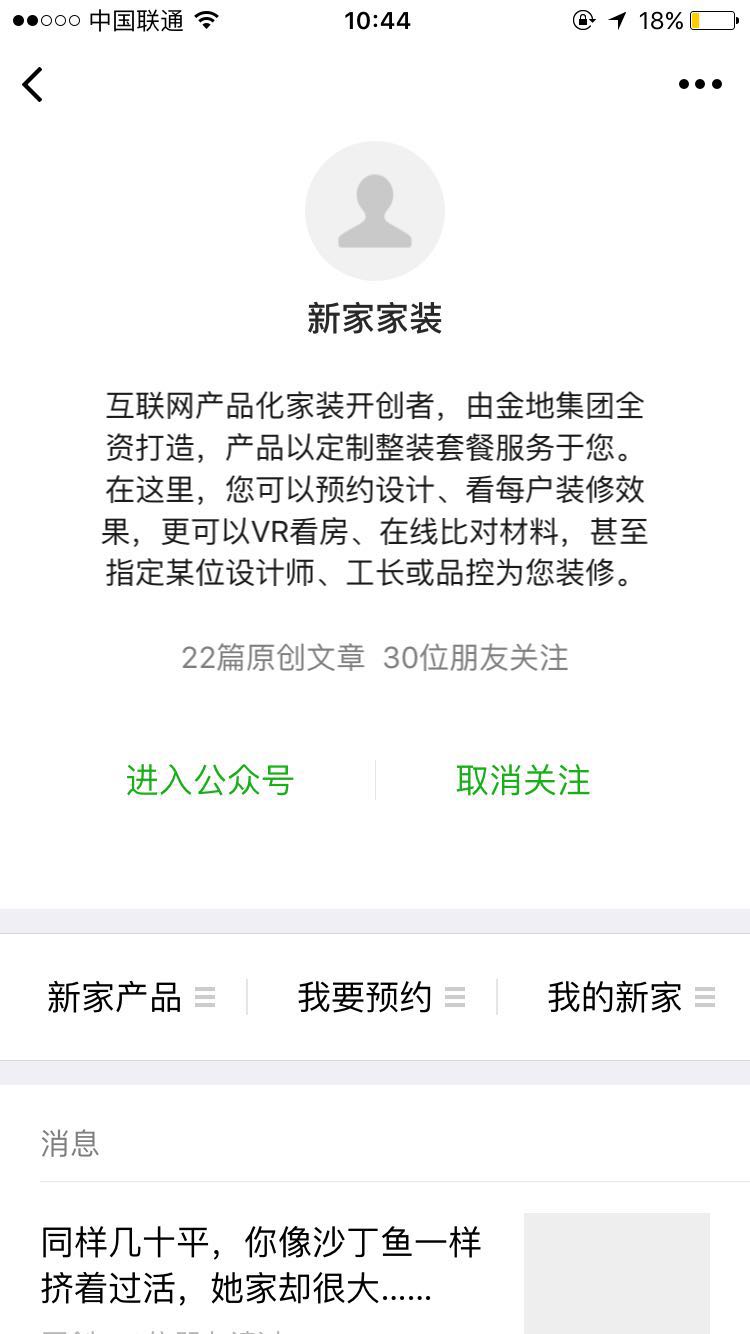 中国联通
10:44
18%
新家家装
互联网产品化家装开创者，由金地集团全
资打造，产品以定制整装套餐服务于您。
在这里，您可以预约设计、看每户装修效
果，更可以VR看房、在线比对材料，甚至
指定某位设计师、工长或品控为您装修。
22篇原创文章 30位朋友关注
进入公众号
取消关注
新家产品
我要预约
我的新家
消息
同样几十平，你像沙丁鱼一样
挤着过活，她家却很大……